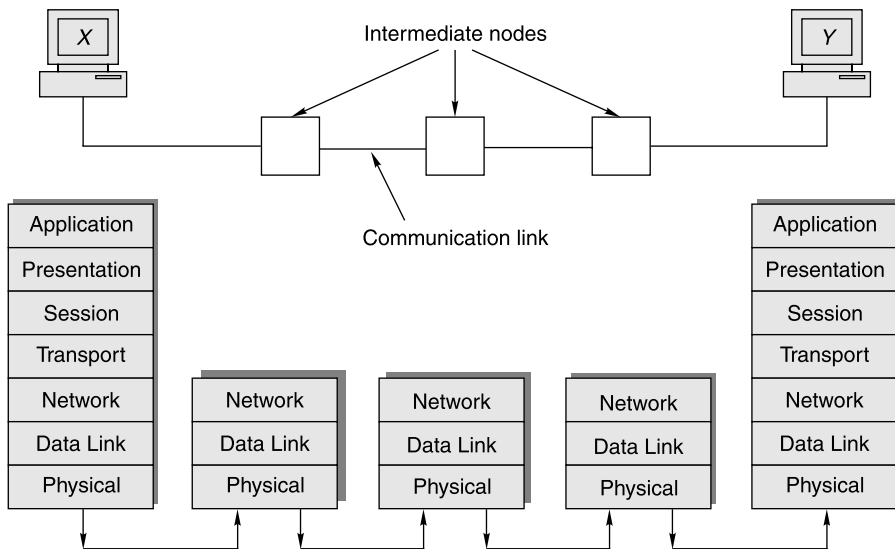 X
Intermediate nodes
Y
Communication link
Application
Presentation
Session
Transport
Network
Data Link
Physical
Network
Data Link
Physical
Network
Data Link
Physical
Network
Data Link
Physical
Application
Presentation
Session
Transport
Network
Data Link
Physical